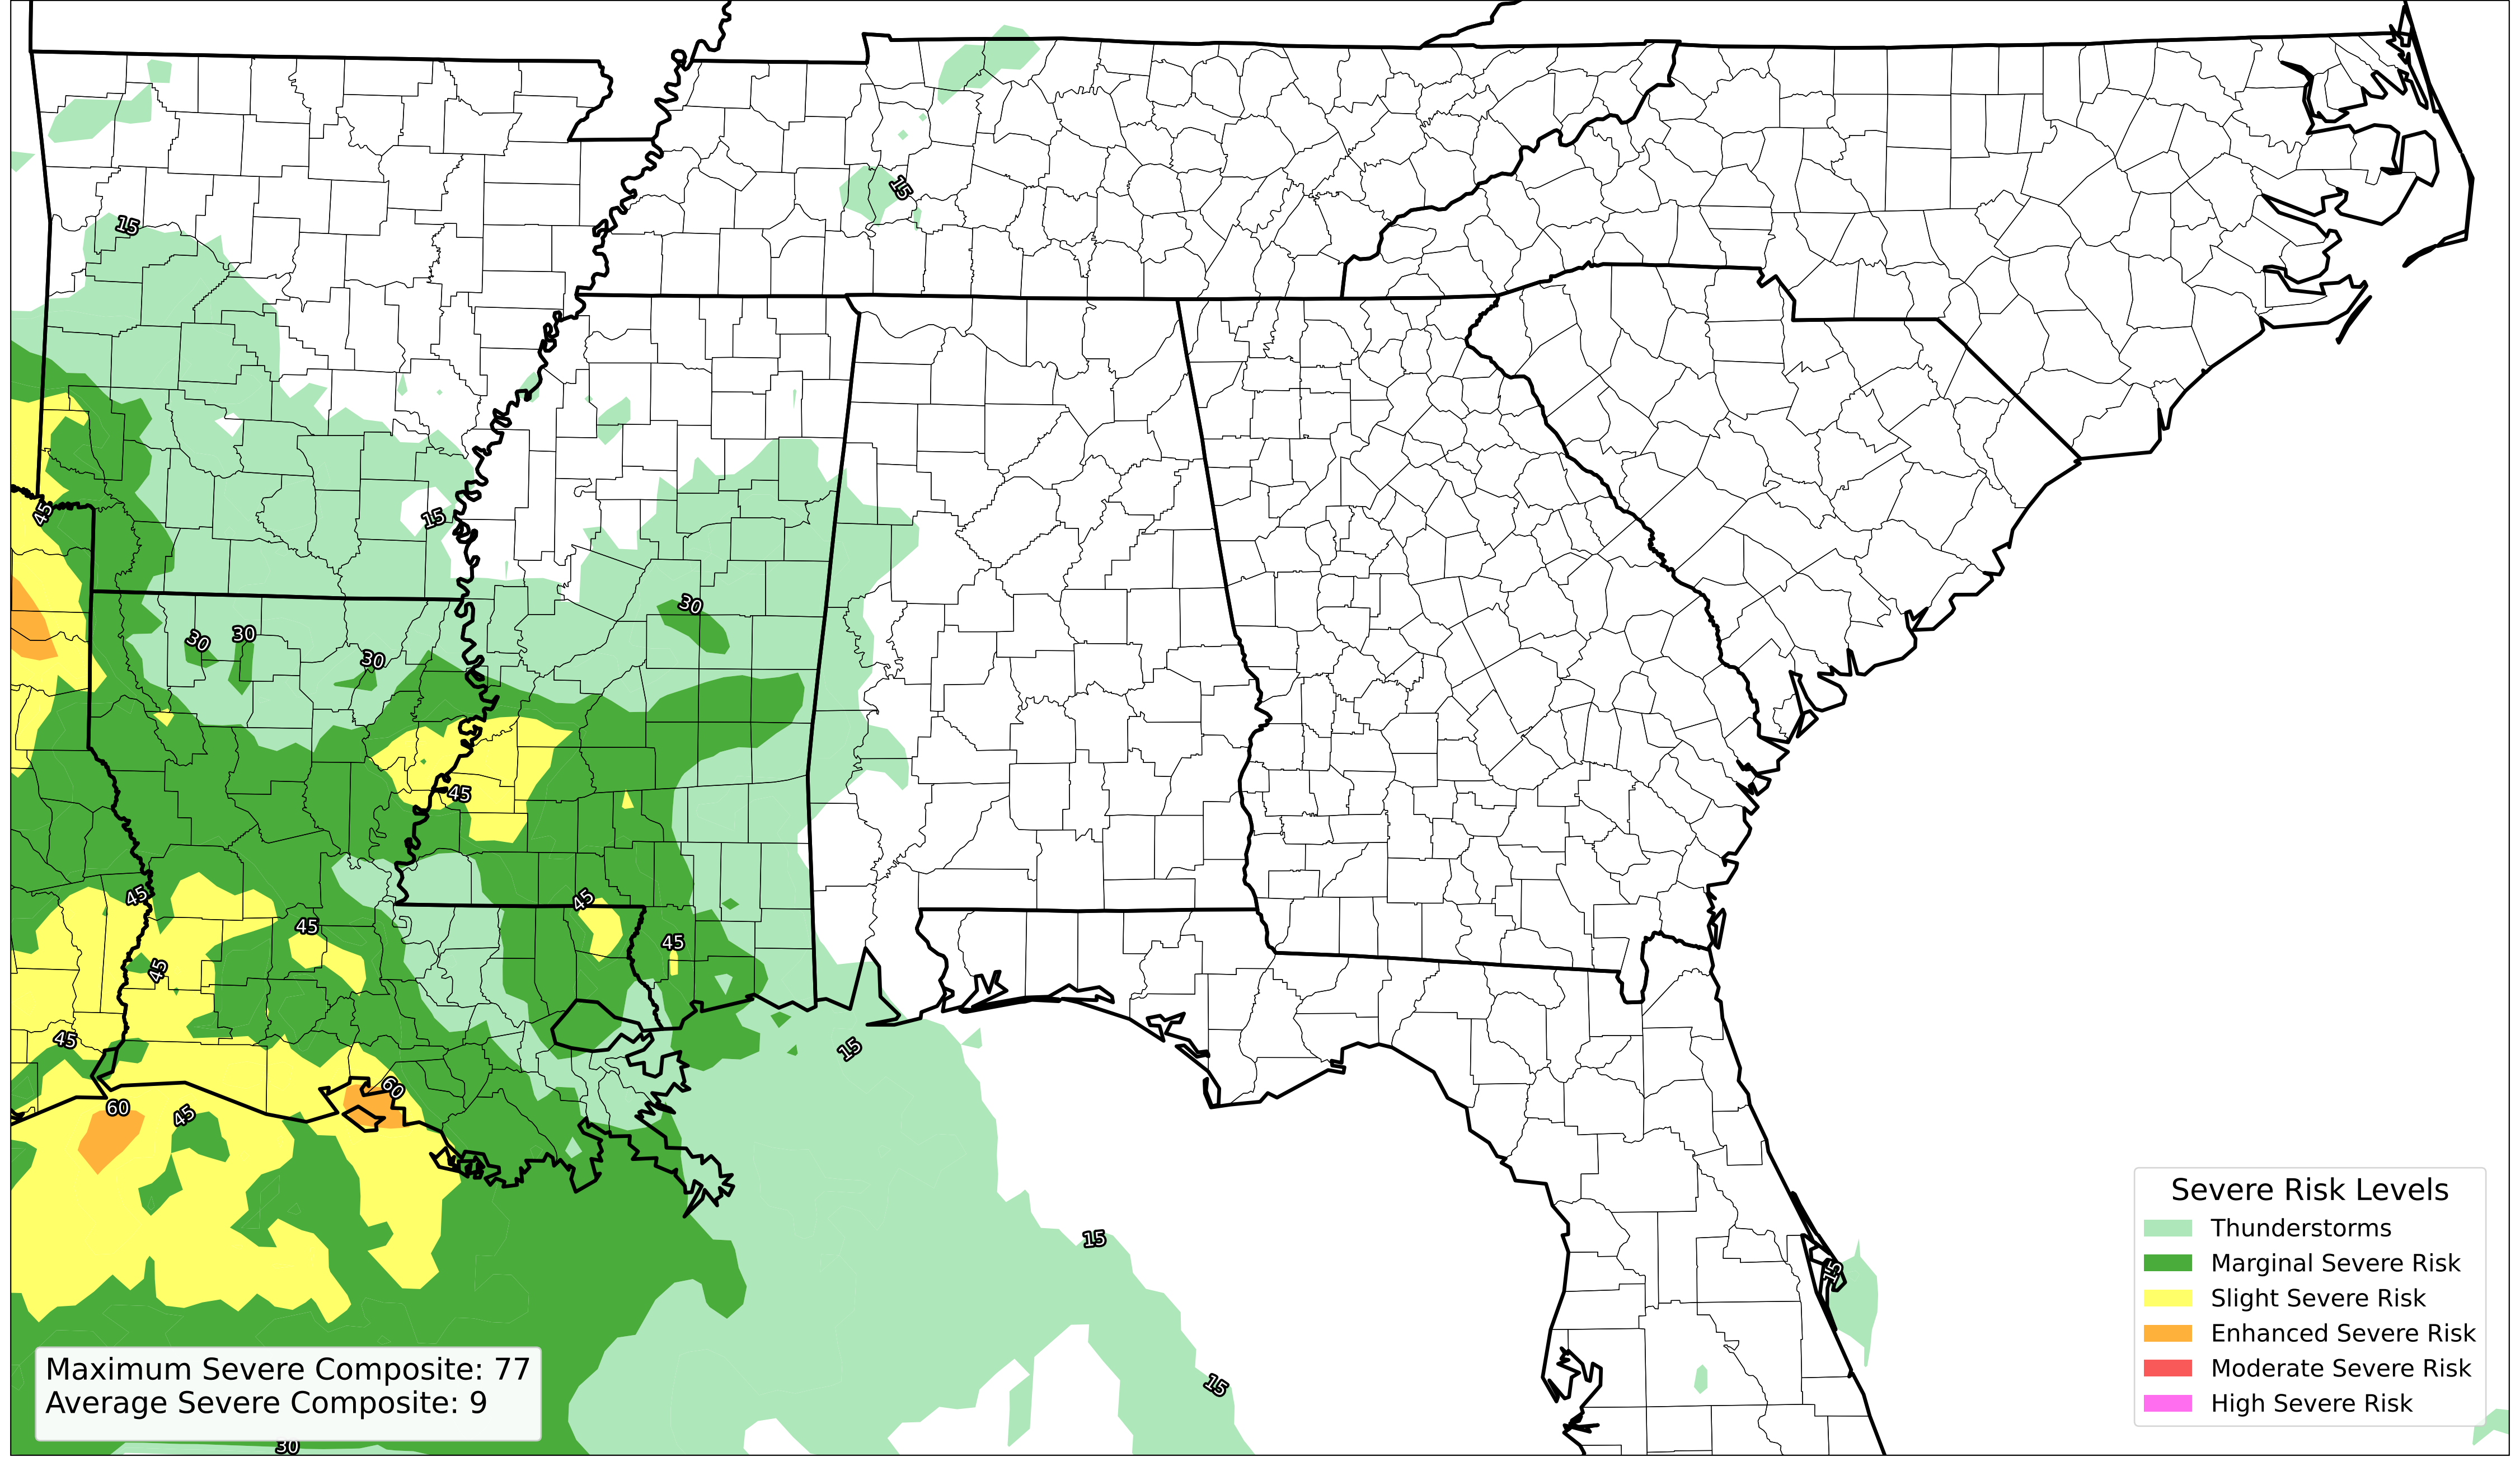 15
15
45
15
30
30
30
30
45
45
45
45
45
45
45
15
60
60
45
15
15
15
30
Maximum Severe Composite: 77
Average Severe Composite: 9
Severe Risk Levels
Thunderstorms
Marginal Severe Risk
Slight Severe Risk
Enhanced Severe Risk
Moderate Severe Risk
High Severe Risk